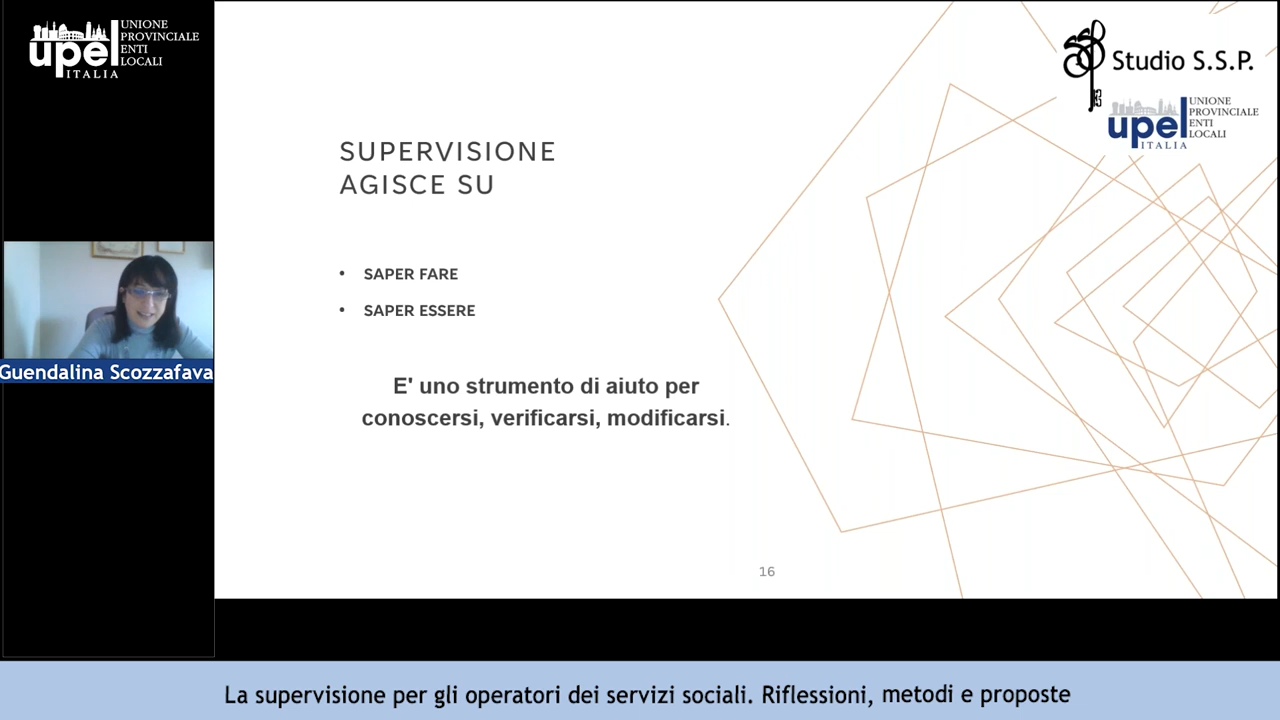 upel ITALIA
UNIONE
PROVINCIALE
ENTI
LOCALI
Studio S.S.P.
upel ITALIA
UNIONE
PROVINCIALE
ENTI
LOCALI
SUPERVISIONE
AGISCE SU
• SAPER FARE
• SAPER ESSERE
E' uno strumento di aiuto per
conoscersi, verificarsi, modificarsi.
Guendalina Scozzafava
16
La supervisione per gli operatori dei servizi sociali. Riflessioni, metodi e proposte